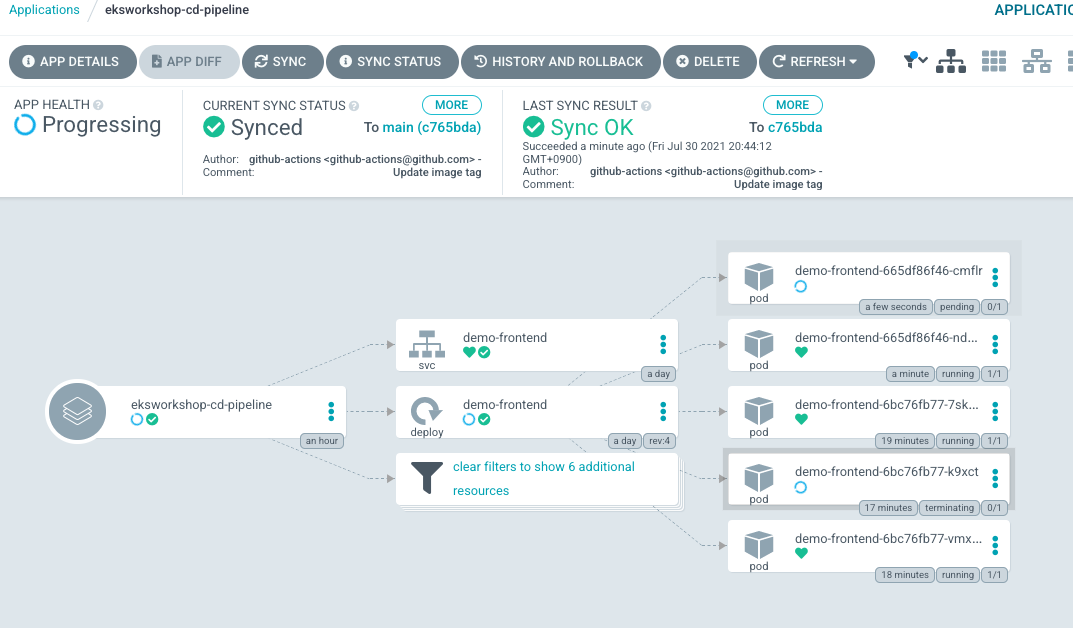 Applications / eksworkshop-cd-pipeline
APPLICATIO
APP DETAILS
APP DIFF
SYNC
SYNC STATUS
HISTORY AND ROLLBACK
DELETE
REFRESH
APP HEALTH
Progressing
CURRENT SYNC STATUS
MORE
Synced
To main (c765bda)
Author: github-actions <github-actions@github.com> -
Comment: Update image tag
LAST SYNC RESULT
MORE
Sync OK
To c765bda
Succeeded a minute ago (Fri Jul 30 2021 20:44:12
GMT+0900)
Author: github-actions <github-actions@github.com> -
Comment: Update image tag
eksworkshop-cd-pipeline
an hour
demo-frontend
svc
a day
demo-frontend
deploy
a day
rev:4
clear filters to show 6 additional
resources
demo-frontend-665df86f46-cmflr
pod
a few seconds
pending
0/1
demo-frontend-665df86f46-nd...
pod
a minute
running
1/1
demo-frontend-6bc76fb77-7sk...
pod
19 minutes
running
1/1
demo-frontend-6bc76fb77-k9xct
pod
17 minutes
terminating
0/1
demo-frontend-6bc76fb77-vmx...
pod
18 minutes
running
1/1